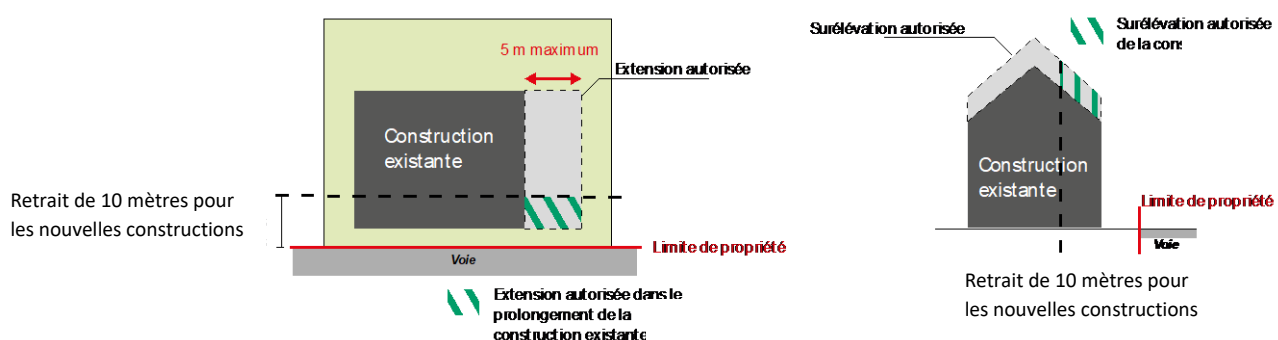 5 m maximum
Extension autorisée
Construction
existante
Retrait de 10 mètres pour
les nouvelles constructions
Limite de propriété
Voie
Extension autorisée dans le
prolongement de la
construction existante
Surélévation autorisée
Surélévation autorisée
de la cons
Construction
existante
Limite de propriété
Voie
Retrait de 10 mètres pour
les nouvelles constructions